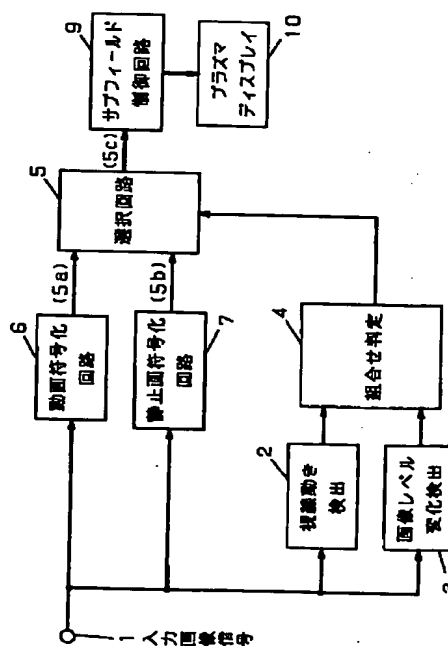 1 入力画像信号
6
動画符号化
回路
(5a)
7
静止画符号化
回路
(5b)
2
視線動き
検出
3
画像レベル
変化検出
4
組合せ判定
5
選択回路
(5c)
9
サブフィールド
制御回路
10
プラズマ
ディスプレイ